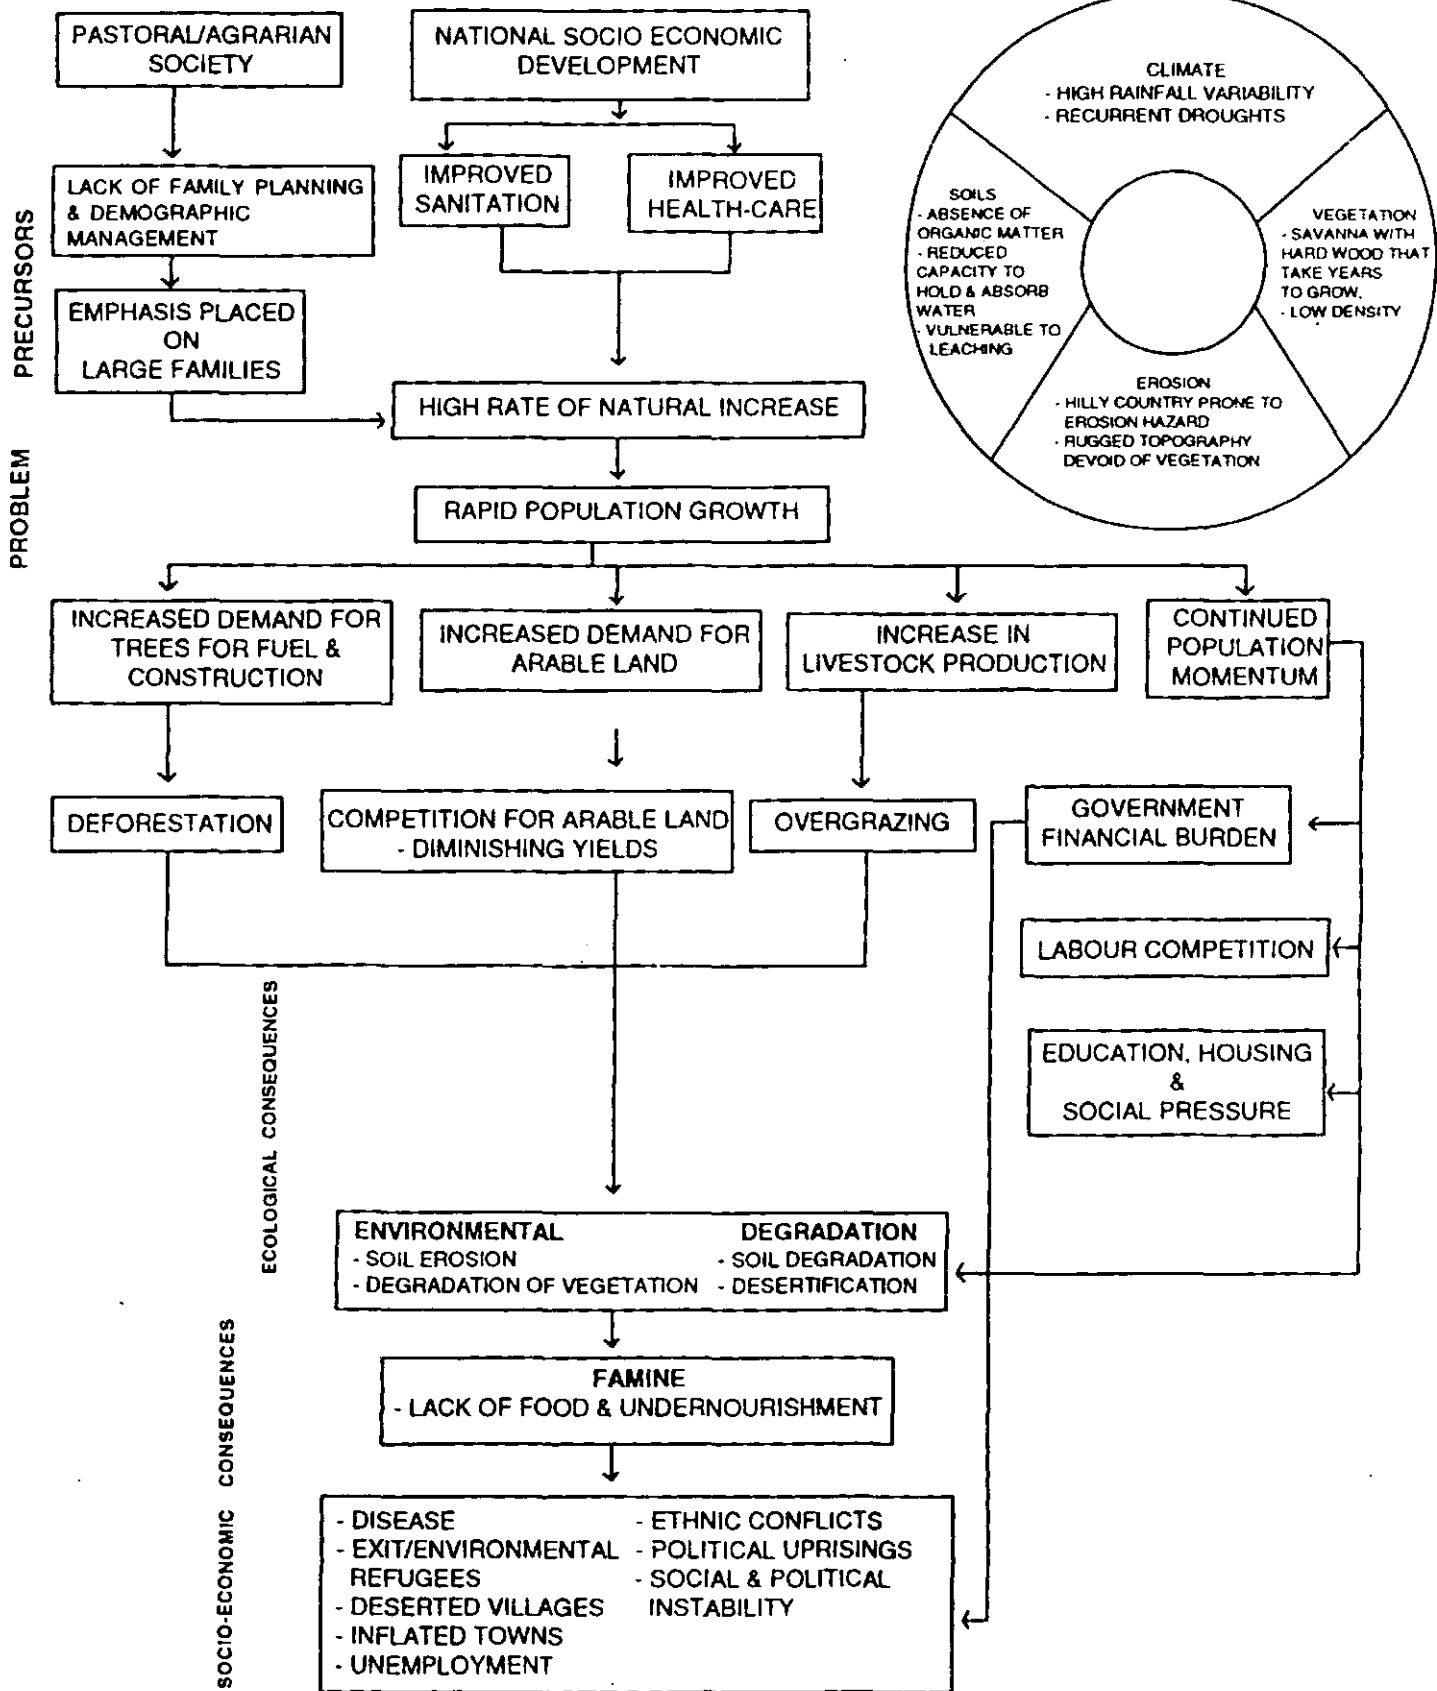 PASTORAL/AGRARIAN
SOCIETY
NATIONAL SOCIO ECONOMIC
DEVELOPMENT
LACK OF FAMILY PLANNING
& DEMOGRAPHIC
MANAGEMENT
IMPROVED
SANITATION
IMPROVED
HEALTH-CARE
EMPHASIS PLACED
ON
LARGE FAMILIES
HIGH RATE OF NATURAL INCREASE
PRECURSORS
CLIMATE
- HIGH RAINFALL VARIABILITY
- RECURRENT DROUGHTS
SOILS
- ABSENCE OF
ORGANIC MATTER
- REDUCED
CAPACITY TO
HOLD & ABSORB
WATER
- VULNERABLE TO
LEACHING
VEGETATION
- SAVANNA WITH
HARD WOOD THAT
TAKE YEARS
TO GROW,
- LOW DENSITY
EROSION
- HILLY COUNTRY PRONE TO
EROSION HAZARD
- RUGGED TOPOGRAPHY
DEVOID OF VEGETATION
PROBLEM
RAPID POPULATION GROWTH
INCREASED DEMAND FOR
TREES FOR FUEL &
CONSTRUCTION
INCREASED DEMAND FOR
ARABLE LAND
INCREASE IN
LIVESTOCK PRODUCTION
CONTINUED
POPULATION
MOMENTUM
DEFORESTATION
COMPETITION FOR ARABLE LAND
- DIMINISHING YIELDS
OVERGRAZING
GOVERNMENT
FINANCIAL BURDEN
LABOUR COMPETITION
EDUCATION, HOUSING
&
SOCIAL PRESSURE
ECOLOGICAL CONSEQUENCES
ENVIRONMENTAL DEGRADATION
- SOIL EROSION - SOIL DEGRADATION
- DEGRADATION OF VEGETATION - DESERTIFICATION
SOCIO-ECONOMIC CONSEQUENCES
FAMINE
- LACK OF FOOD & UNDERNOURISHMENT
- DISEASE
- EXIT/ENVIRONMENTAL
REFUGEES
- DESERTED VILLAGES
- INFLATED TOWNS
- UNEMPLOYMENT
- ETHNIC CONFLICTS
- POLITICAL UPRISINGS
- SOCIAL & POLITICAL
INSTABILITY